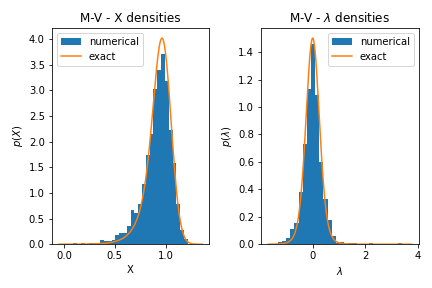 M-V - X densities
p(X)
4.0
3.5
3.0
2.5
2.0
1.5
1.0
0.5
0.0
numerical
exact
0.0 0.5 1.0
X
M-V - λ densities
p(λ)
1.4
1.2
1.0
0.8
0.6
0.4
0.2
0.0
numerical
exact
0 2 4
λ